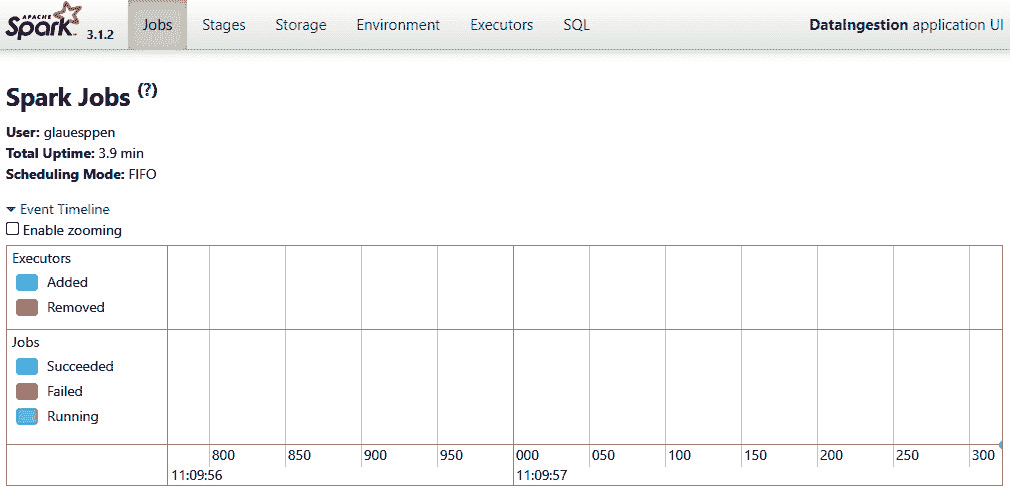 APACHE
Spark 3.1.2 Jobs Stages Storage Environment Executors SQL DataIngestion application UI
Spark Jobs (?)
User: glauesppen
Total Uptime: 3.9 min
Scheduling Mode: FIFO
Event Timeline
Enable zooming
Executors
Added
Removed
Jobs
Succeeded
Failed
Running
800 850 900 950 000 050 100 150 200 250 300
11:09:56 11:09:57